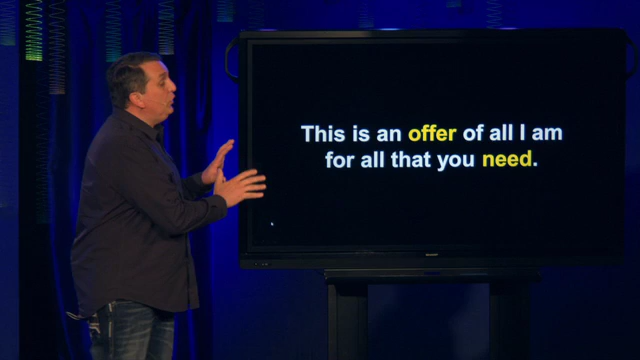 This is an offer of all I am
for all that you need.